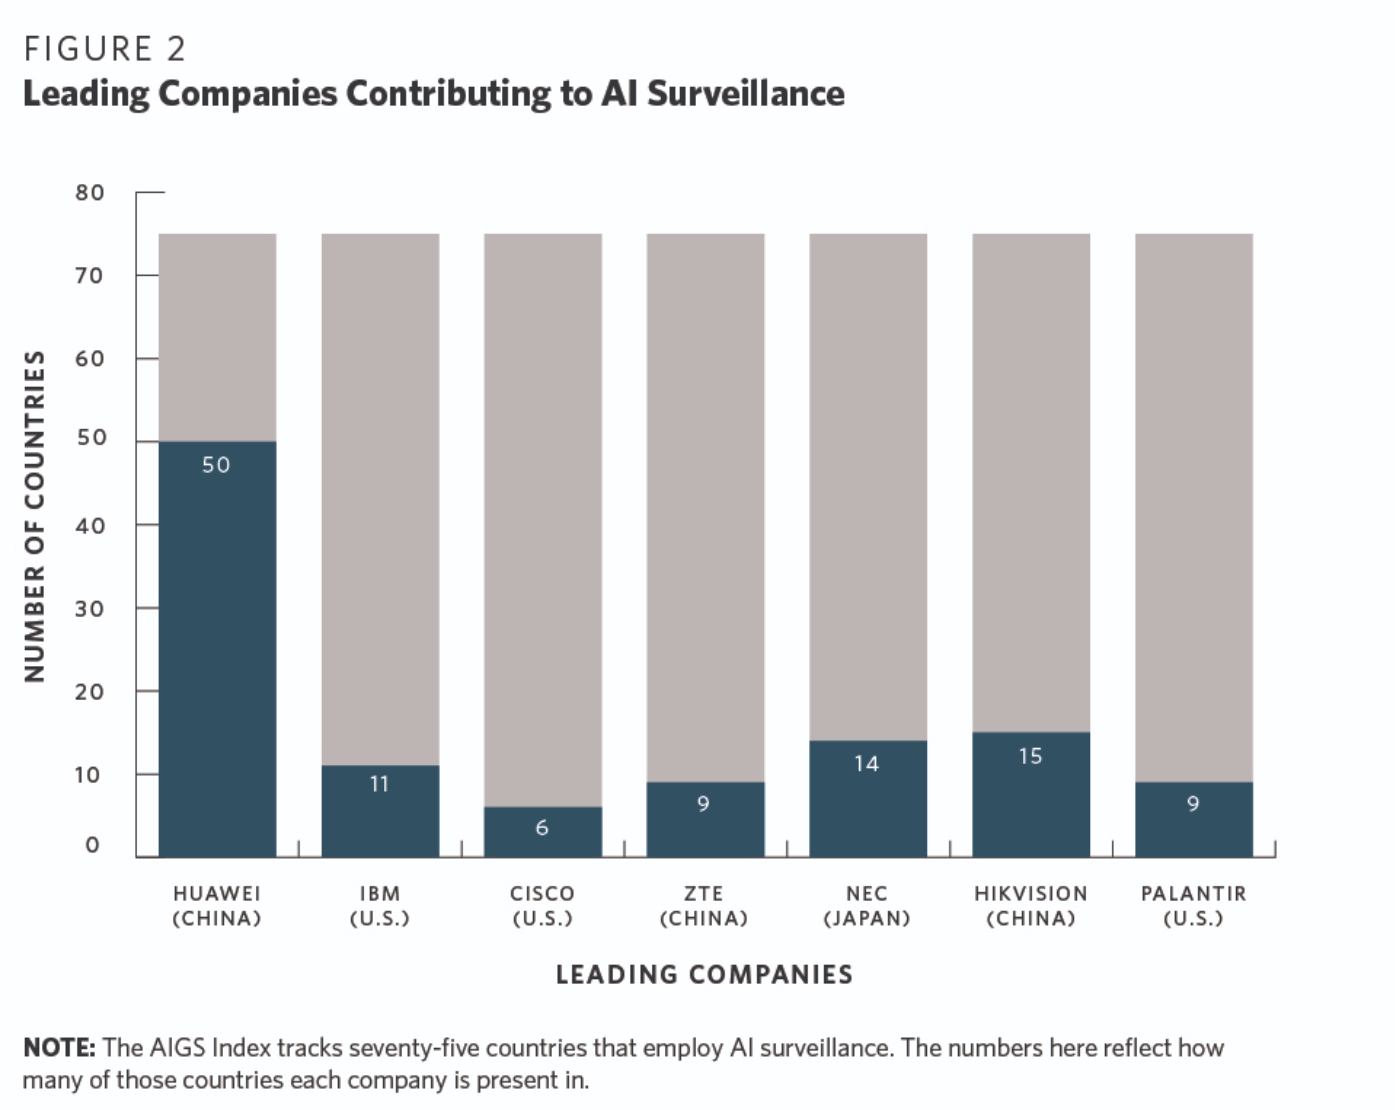 FIGURE 2
Leading Companies Contributing to AI Surveillance
NUMBER OF COUNTRIES
80
70
60
50
40
30
20
10
0
50
11
6
9
14
15
9
HUAWEI
(CHINA)
IBM
(U.S.)
CISCO
(U.S.)
ZTE
(CHINA)
NEC
(JAPAN)
HIKVISION
(CHINA)
PALANTIR
(U.S.)
LEADING COMPANIES
NOTE: The AIGS Index tracks seventy-five countries that employ AI surveillance. The numbers here reflect how
many of those countries each company is present in.